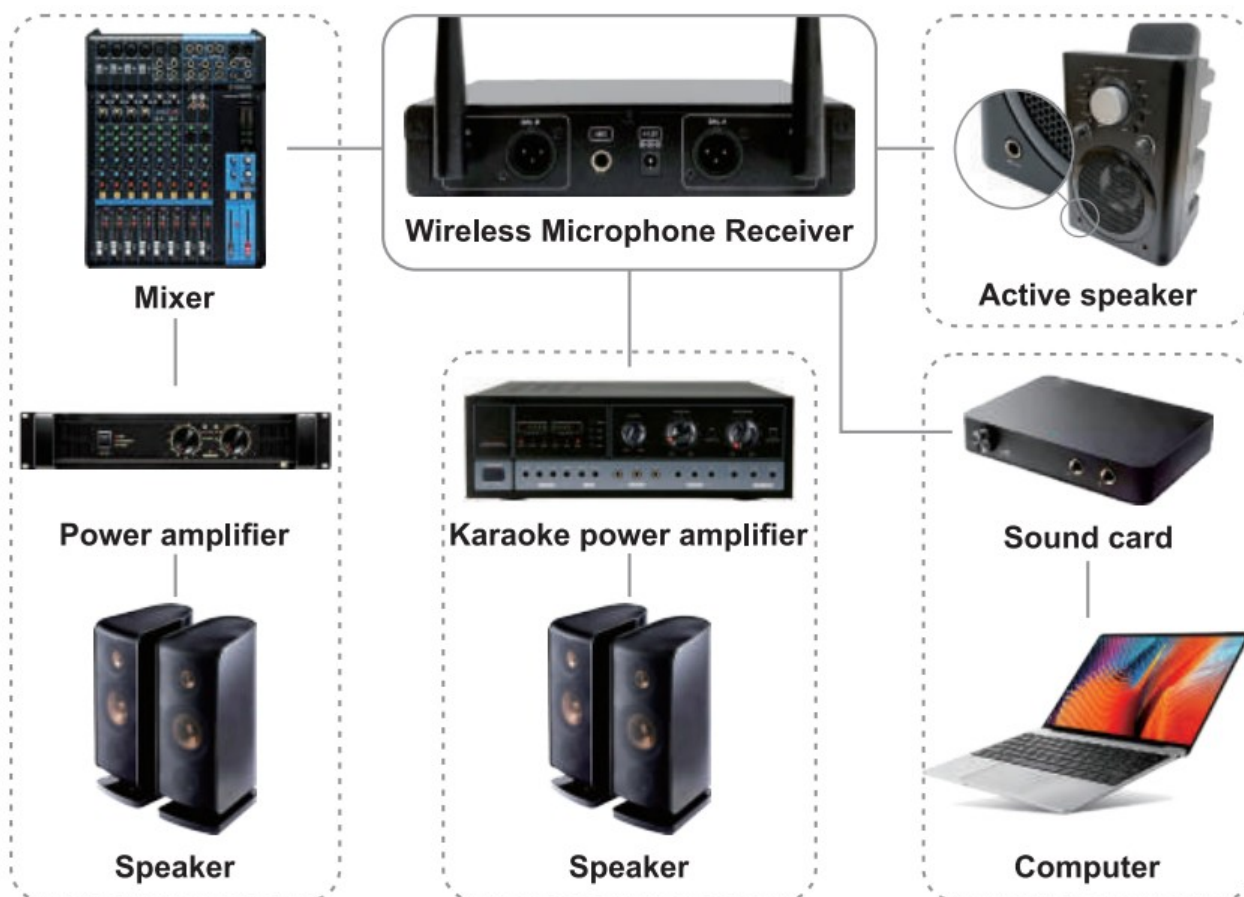 Wireless Microphone Receiver
Mixer
Active speaker
Power amplifier
Karaoke power amplifier
Sound card
Speaker
Speaker
Computer